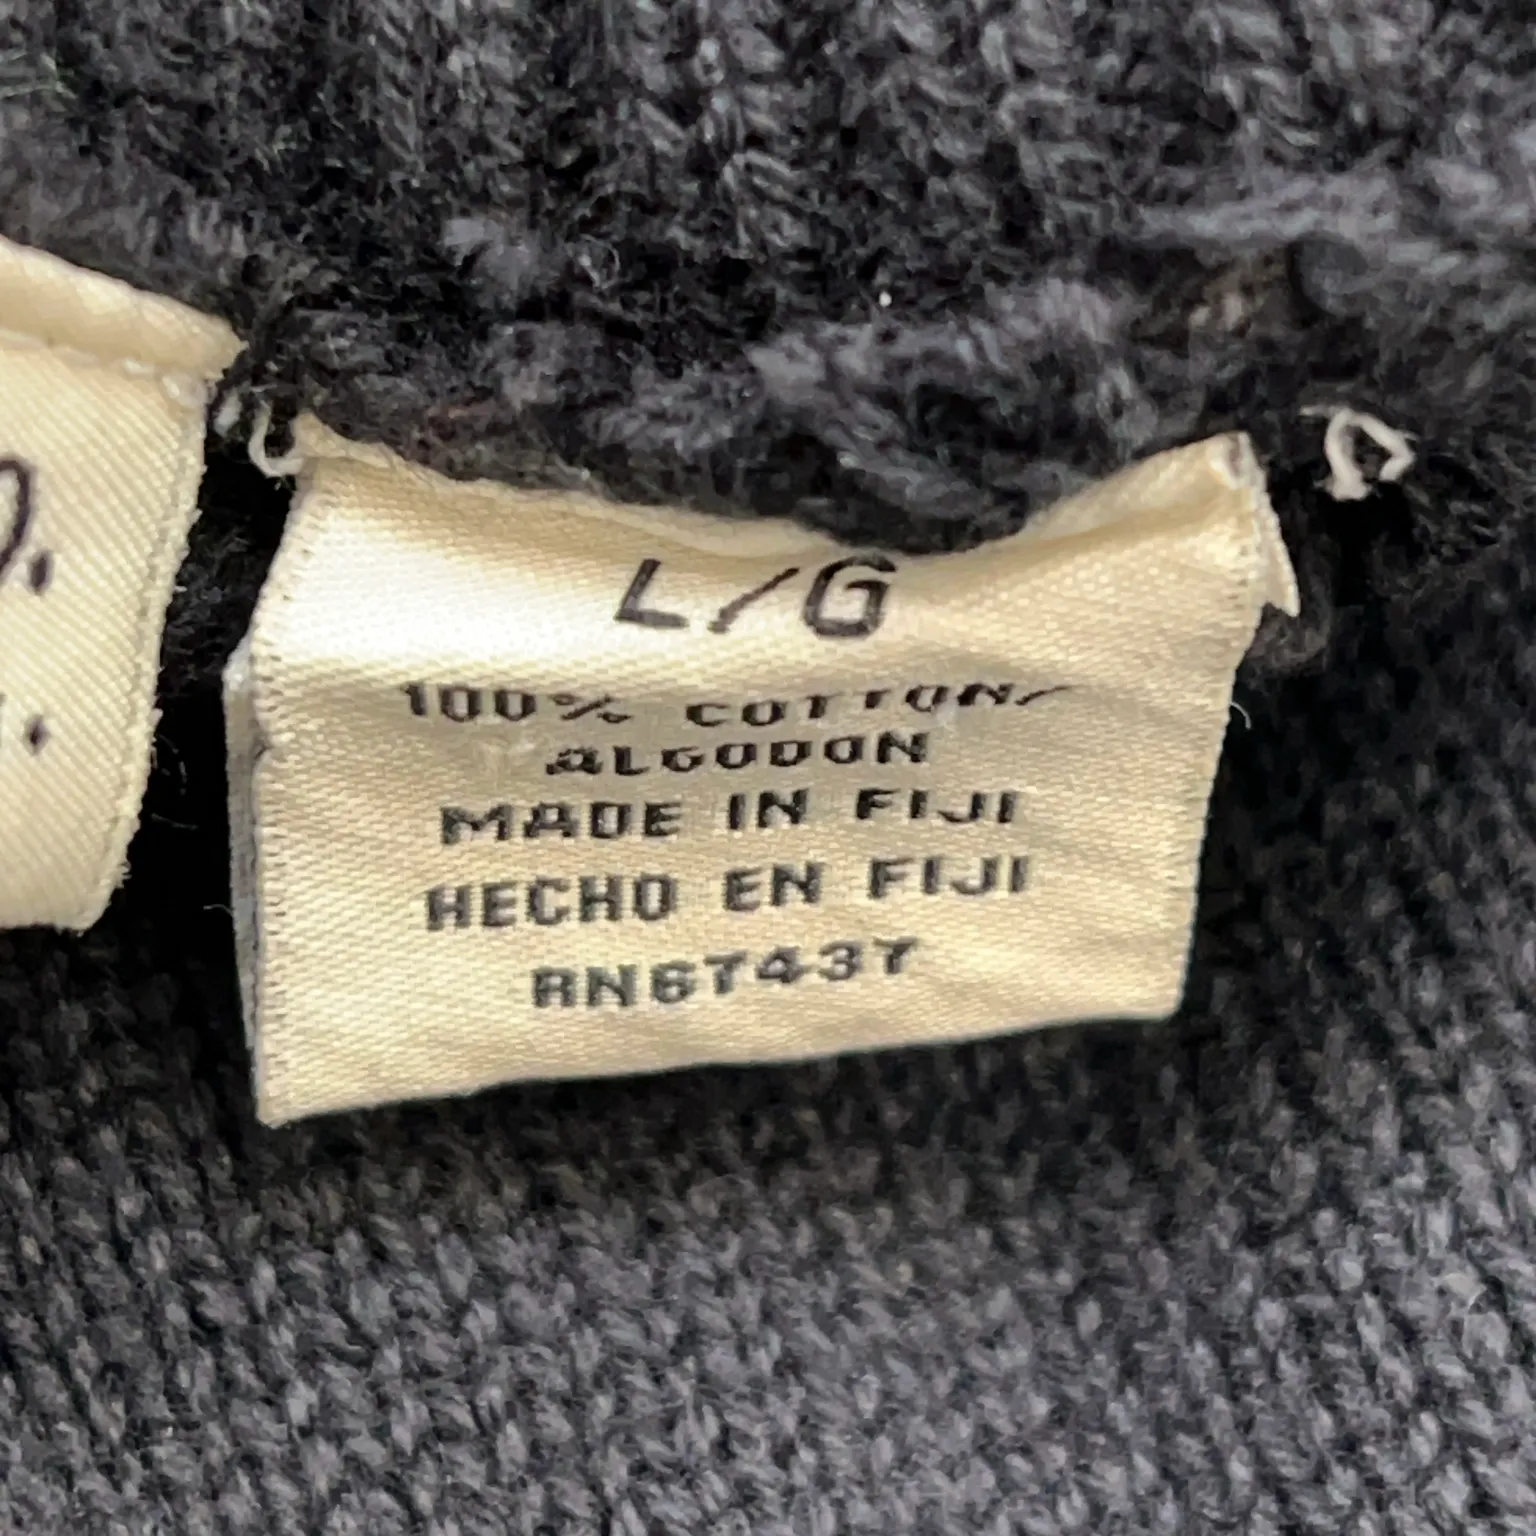 L/G
100% COTTON/
ALGODON
MADE IN FIJI
HECHO EN FIJI
RN67437